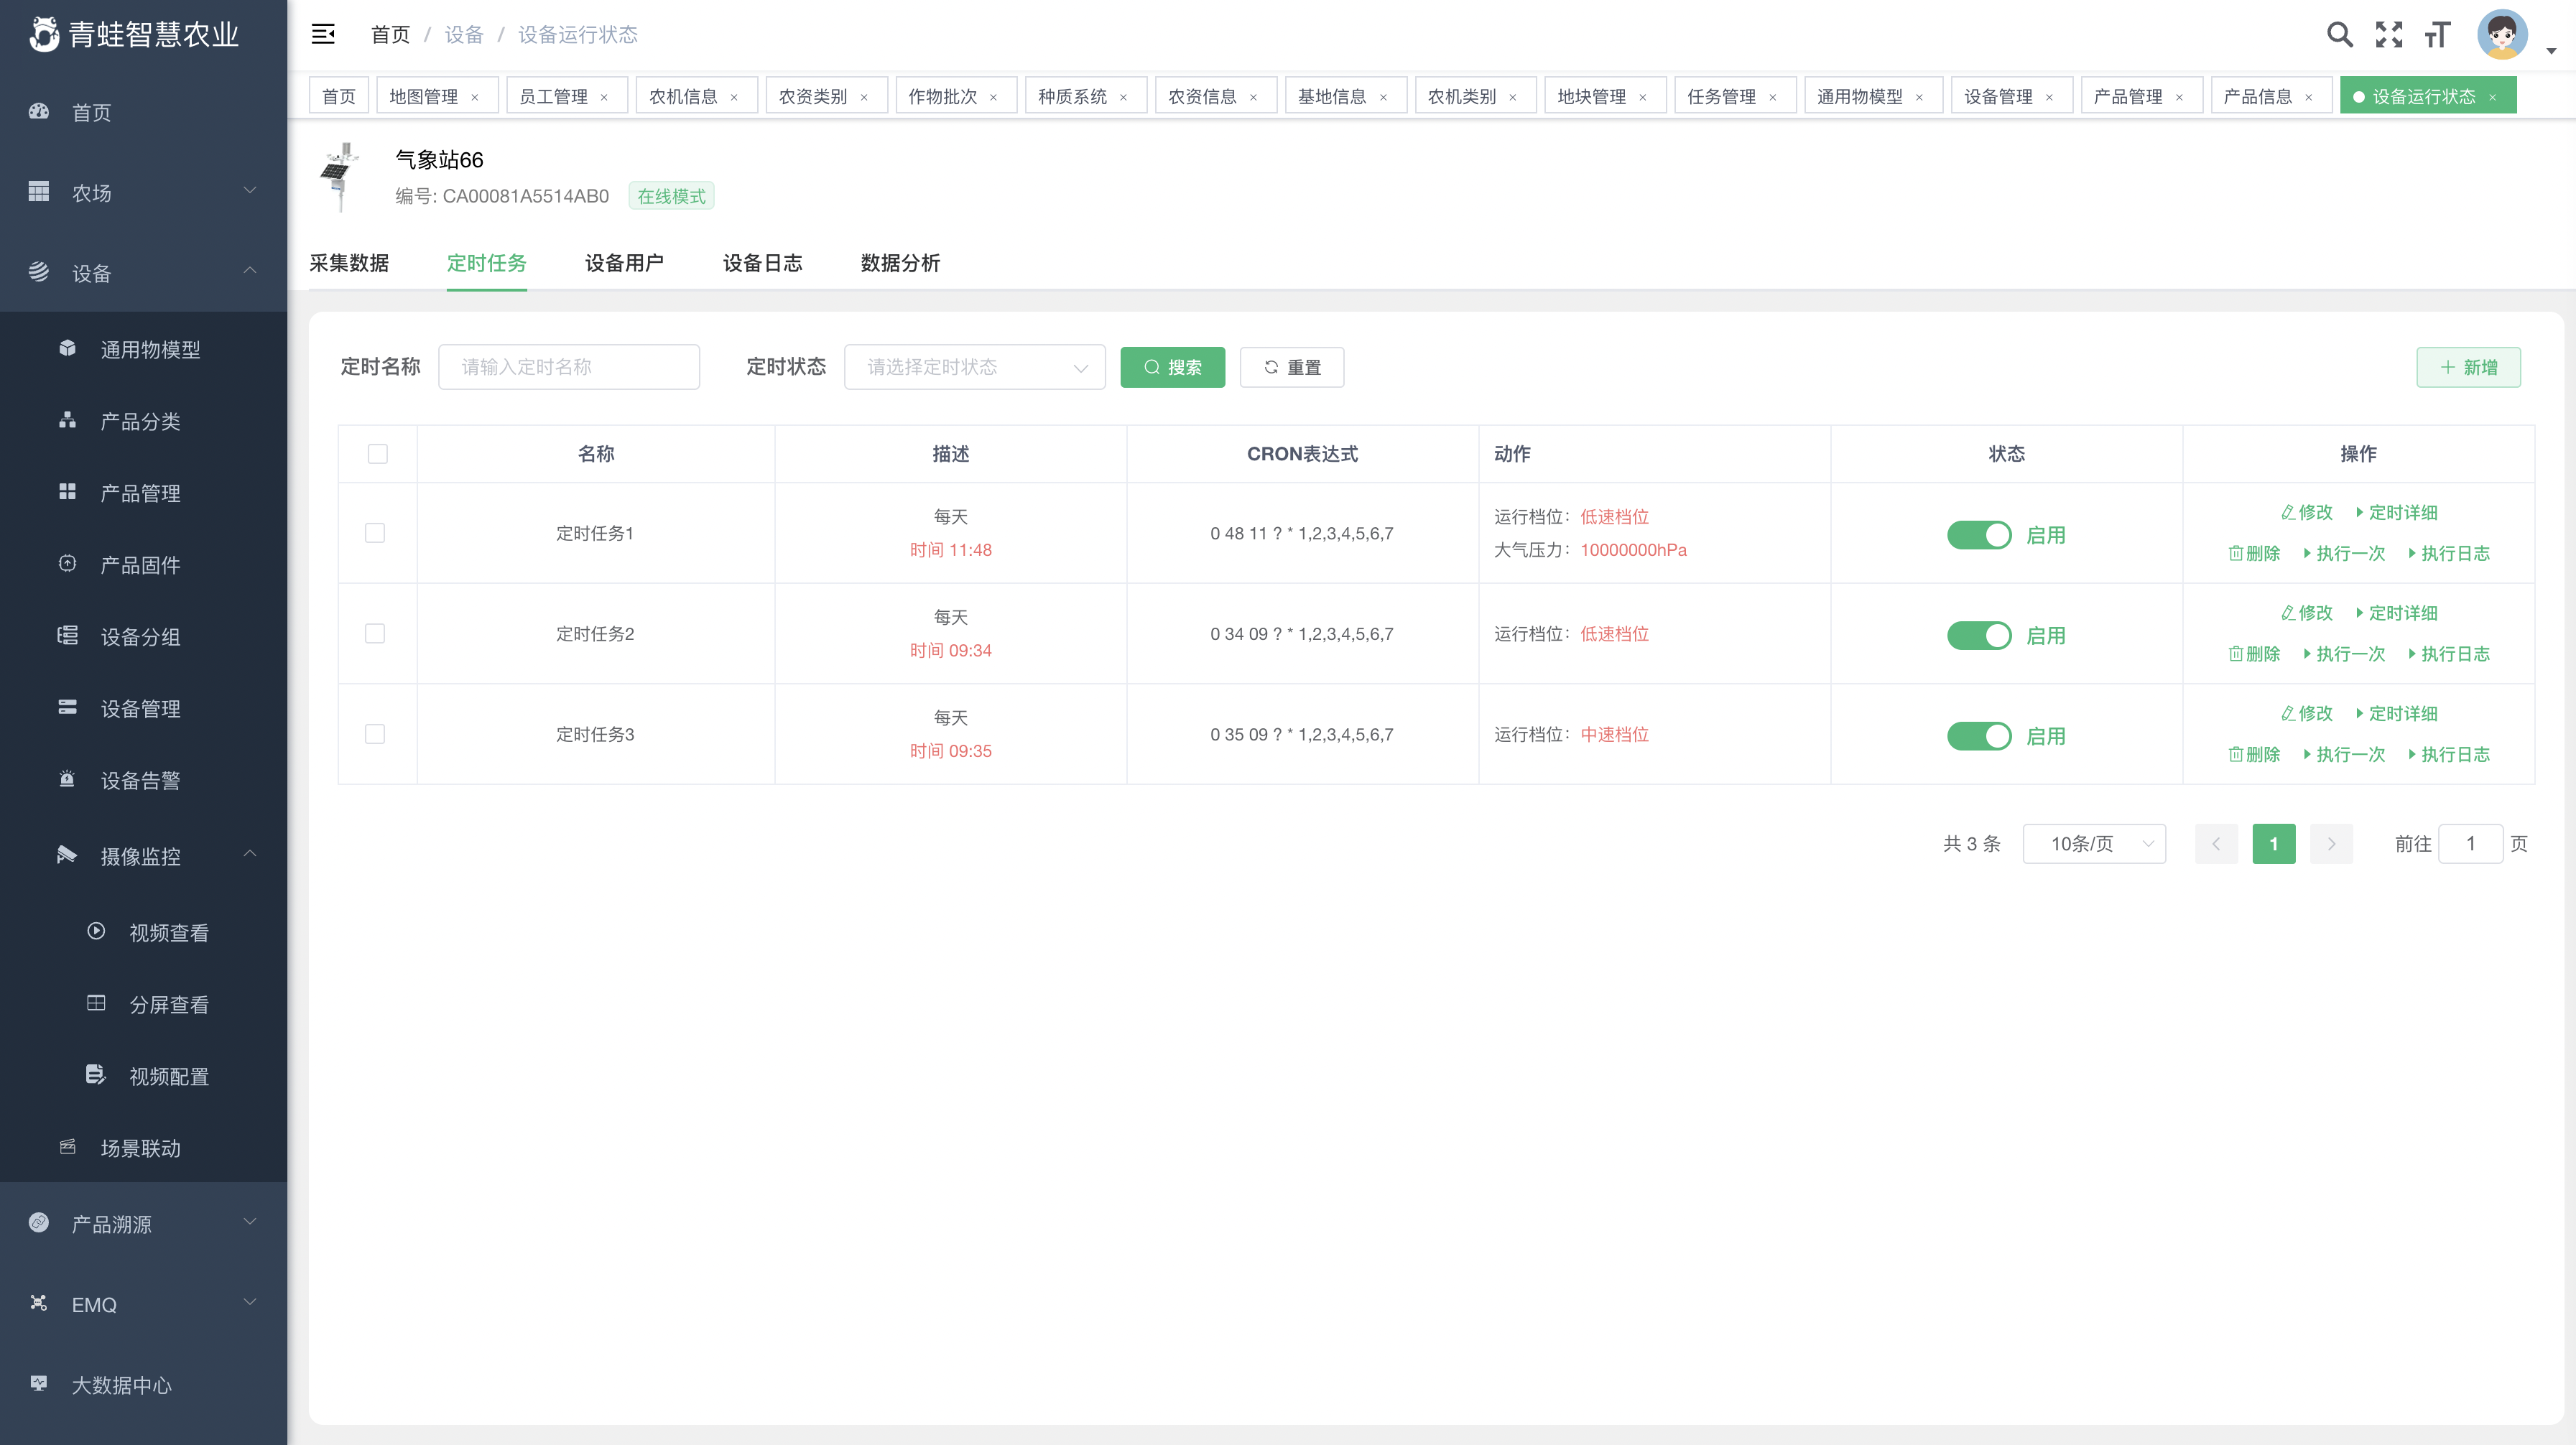 青蛙智慧农业
首页
农场
设备
通用物模型
产品分类
产品管理
产品固件
设备分组
设备管理
设备告警
摄像监控
视频查看
分屏查看
视频配置
场景联动
产品溯源
EMQ
大数据中心
首页 / 设备 / 设备运行状态
首页 地图管理 × 员工管理 × 农机信息 × 农资类别 × 作物批次 × 种质系统 × 农资信息 × 基地信息 × 农机类别 × 地块管理 × 任务管理 × 通用物模型 × 设备管理 × 产品管理 × 产品信息 × 设备运行状态 ×
气象站66
编号: CA00081A5514AB0 在线模式
采集数据 定时任务 设备用户 设备日志 数据分析
定时名称 请输入定时名称 定时状态 请选择定时状态 搜索 重置 新增
名称 描述 CRON表达式 动作 状态 操作
定时任务1 每天 时间 11:48 0 48 11 ? * 1,2,3,4,5,6,7 运行档位：低速档位 大气压力：10000000hPa 启用 修改 定时详细 删除 执行一次 执行日志
定时任务2 每天 时间 09:34 0 34 09 ? * 1,2,3,4,5,6,7 运行档位：低速档位 启用 修改 定时详细 删除 执行一次 执行日志
定时任务3 每天 时间 09:35 0 35 09 ? * 1,2,3,4,5,6,7 运行档位：中速档位 启用 修改 定时详细 删除 执行一次 执行日志
共 3 条 10条/页 1 前往 1 页